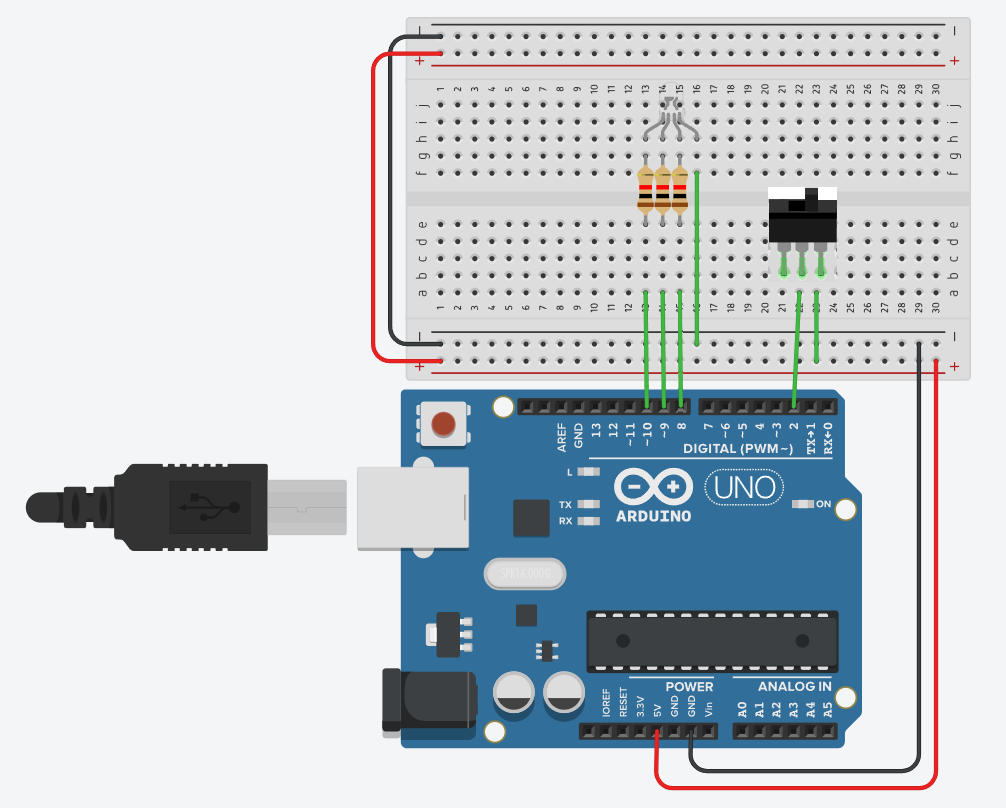 - -
+ +
1 2 3 4 5 6 7 8 9 10 11 12 13 14 15 16 17 18 19 20 21 22 23 24 25 26 27 28 29 30
j j
i i
h h
g g
f f
e e
d d
c c
b b
a a
1 2 3 4 5 6 7 8 9 10 11 12 13 14 15 16 17 18 19 20 21 22 23 24 25 26 27 28 29 30
- -
+ +
AREF GND 13 12 ~11 ~10 ~9 8 7 ~6 ~5 4 ~3 2 TX→1 RX←0
DIGITAL (PWM ~)
L
TX
RX
UNO
ON
ARDUINO
SPK16.000G
POWER ANALOG IN
IOREF RESET 3.3V 5V GND GND Vin A0 A1 A2 A3 A4 A5